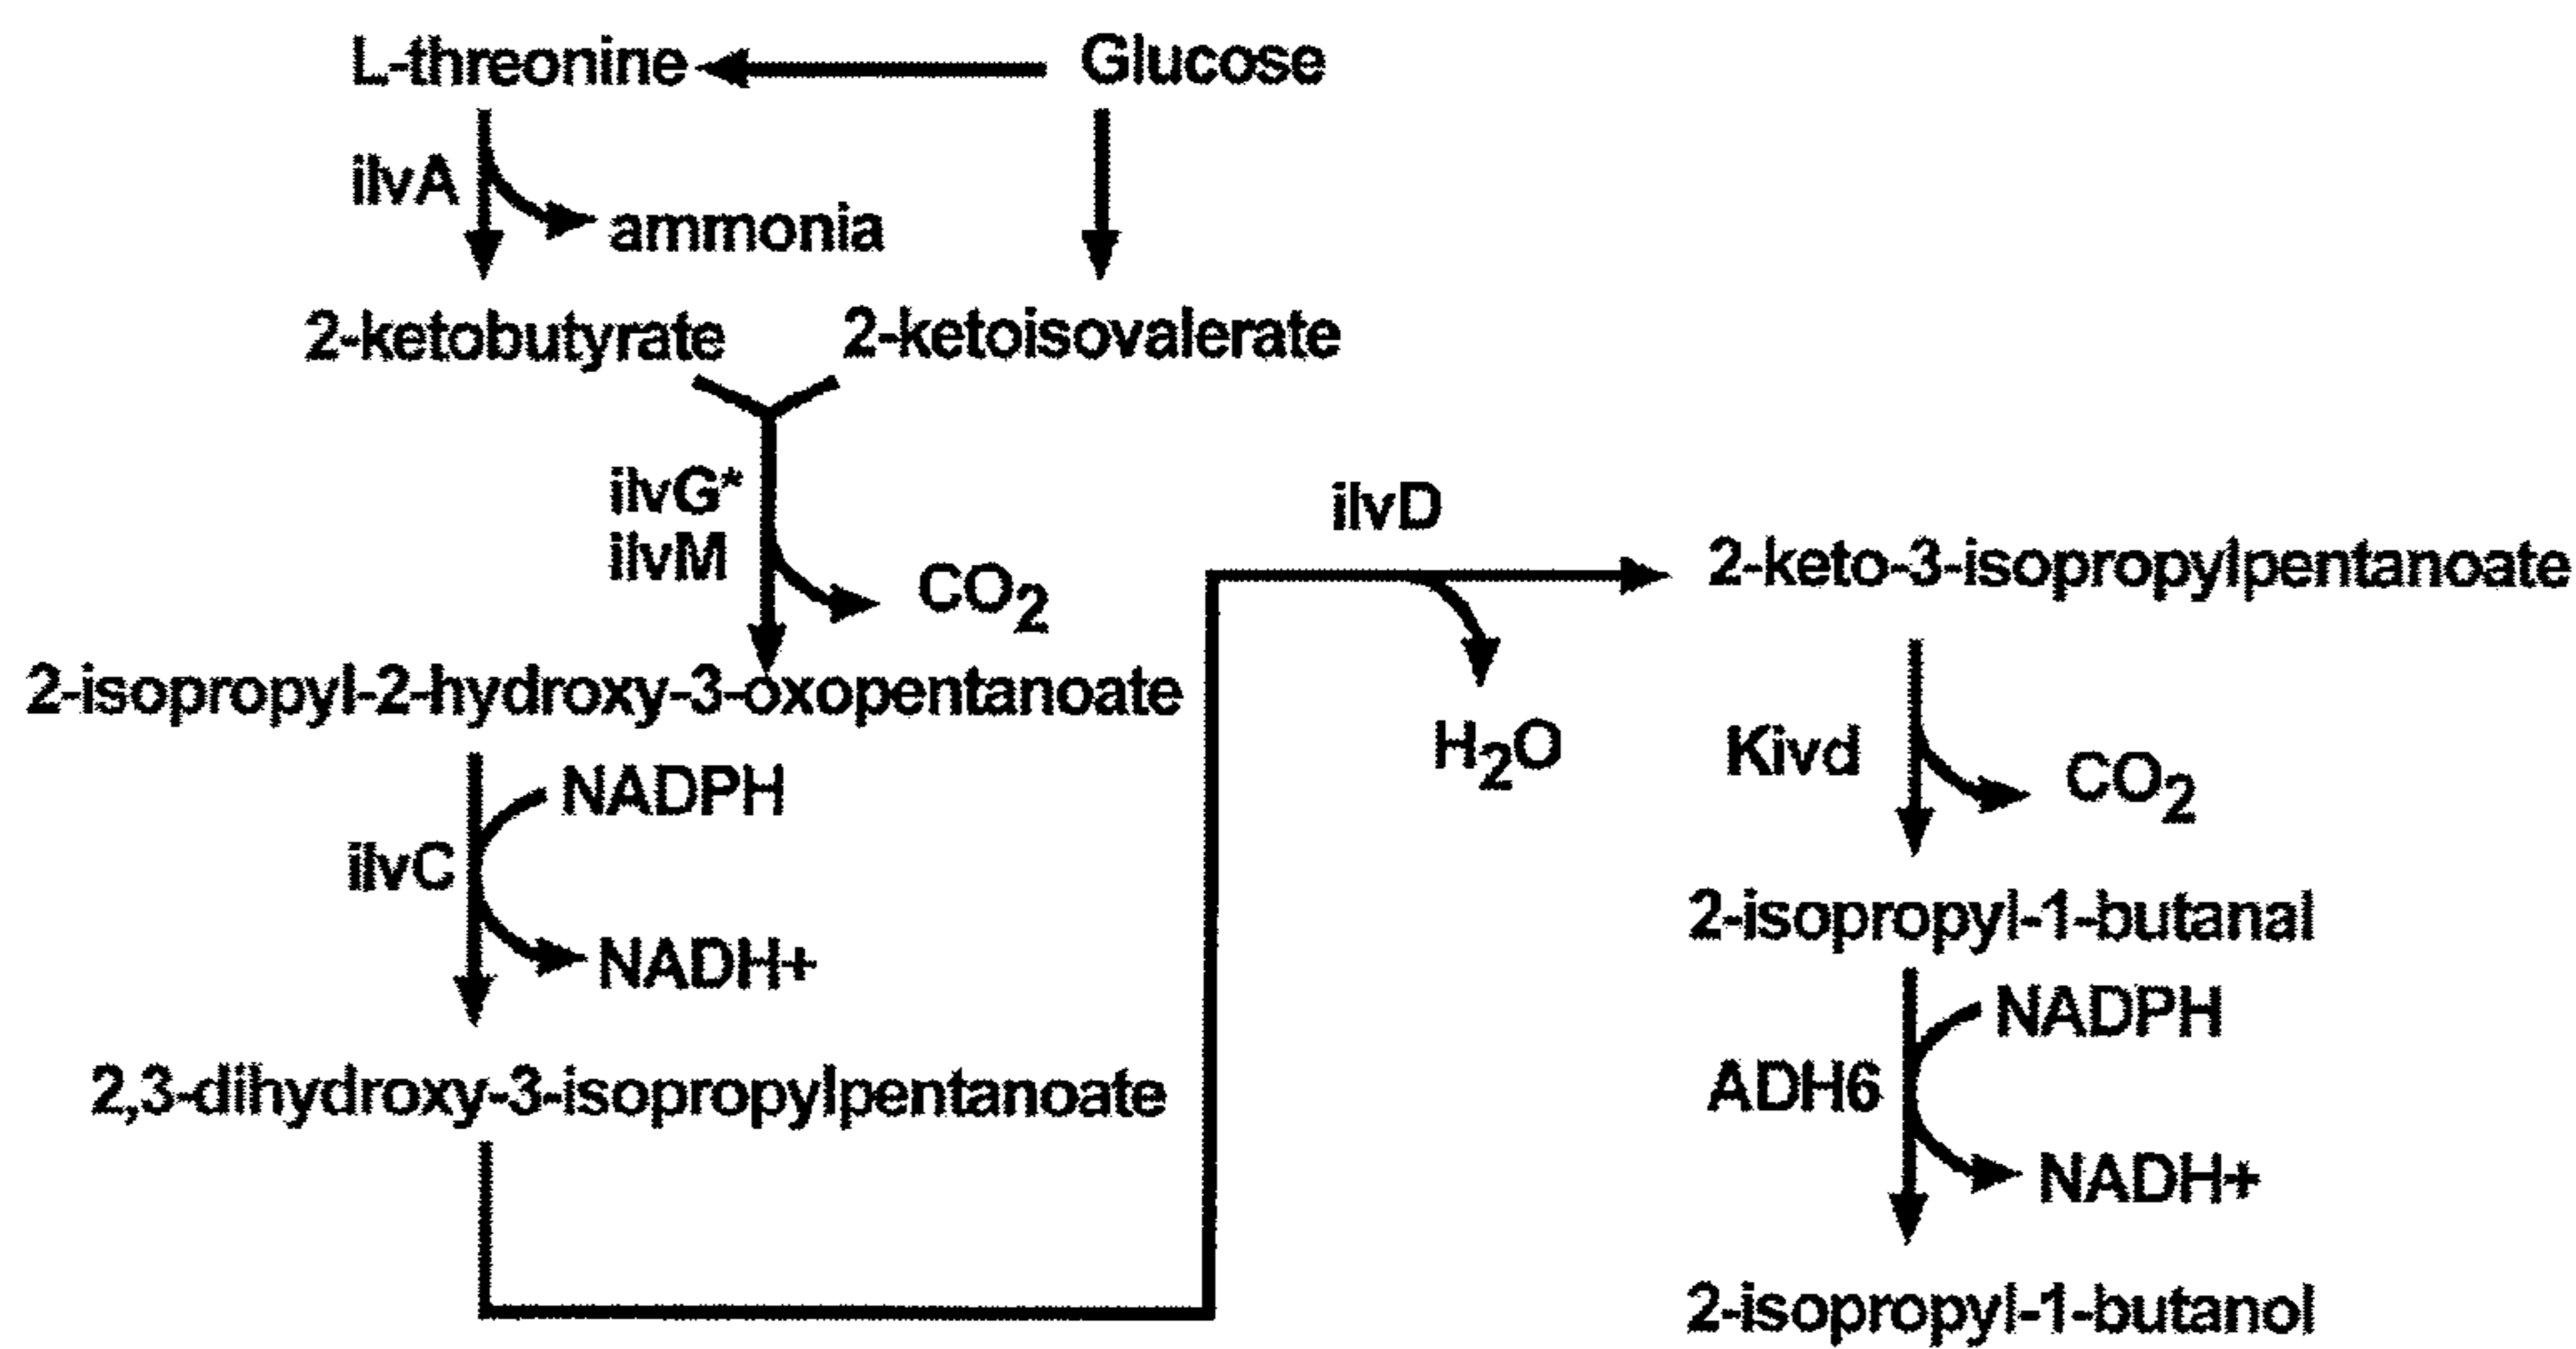 L-threonine
Glucose
ilvA
ammonia
2-ketobutyrate
2-ketoisovalerate
ilvG*
ilvM
CO2
2-isopropyl-2-hydroxy-3-oxopentanoate
NADPH
ilvC
NADH+
2,3-dihydroxy-3-isopropylpentanoate
ilvD
H2O
2-keto-3-isopropylpentanoate
Kivd
CO2
2-isopropyl-1-butanal
NADPH
ADH6
NADH+
2-isopropyl-1-butanol